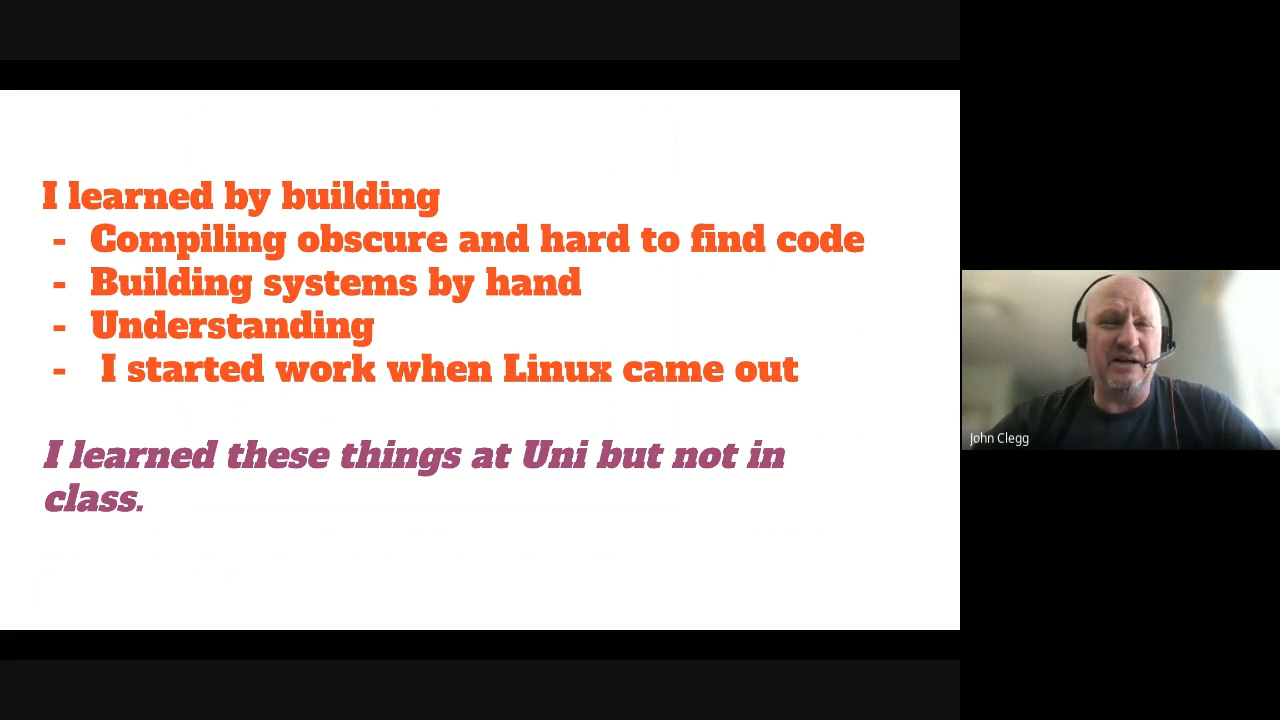 I learned by building
- Compiling obscure and hard to find code
- Building systems by hand
- Understanding
- I started work when Linux came out
I learned these things at Uni but not in
class.
John Clegg